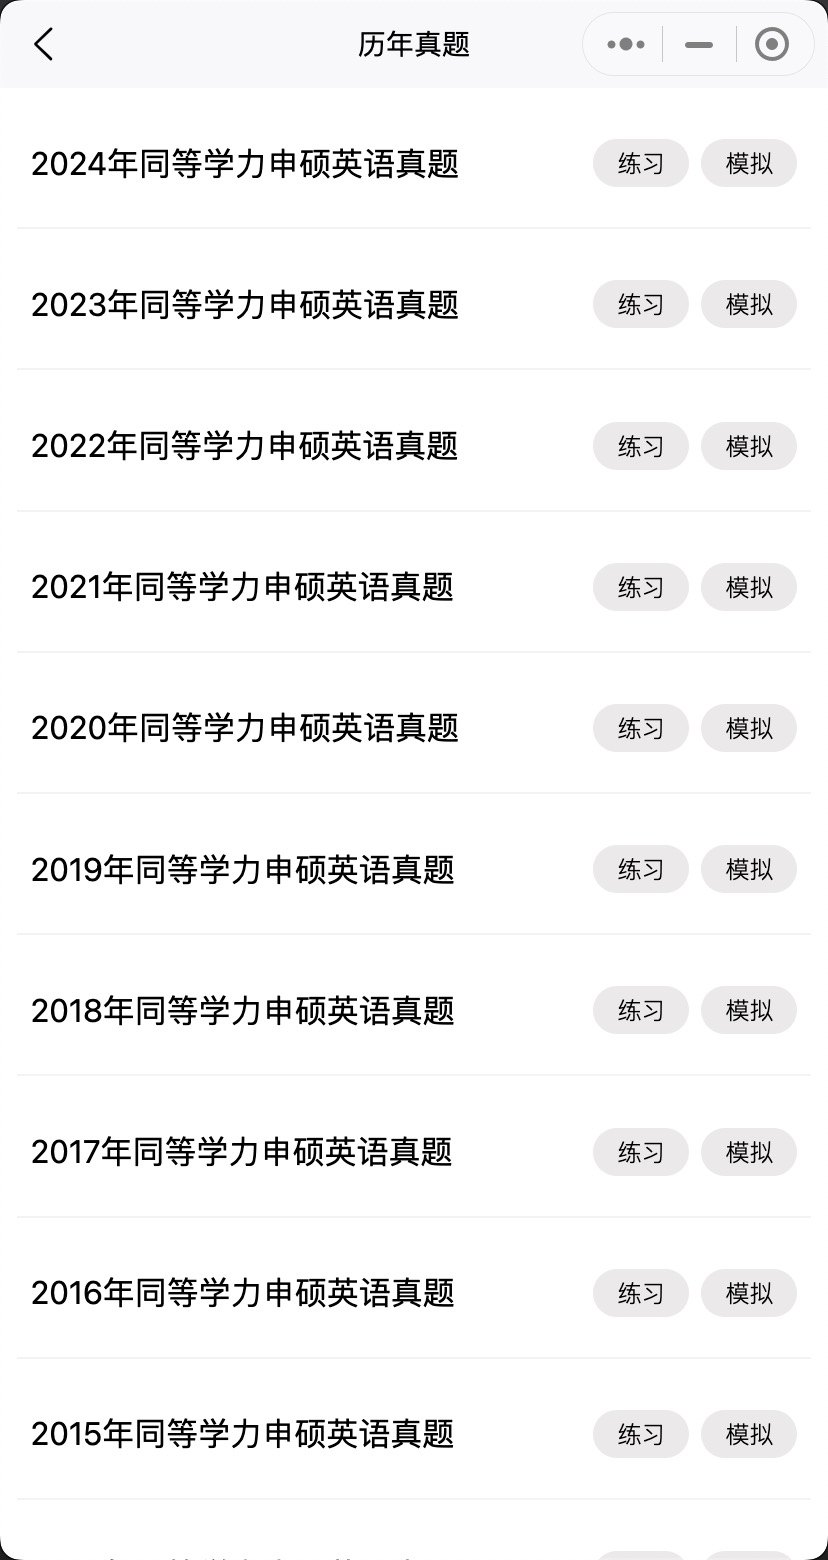 历年真题
2024年同等学力申硕英语真题 练习 模拟
2023年同等学力申硕英语真题 练习 模拟
2022年同等学力申硕英语真题 练习 模拟
2021年同等学力申硕英语真题 练习 模拟
2020年同等学力申硕英语真题 练习 模拟
2019年同等学力申硕英语真题 练习 模拟
2018年同等学力申硕英语真题 练习 模拟
2017年同等学力申硕英语真题 练习 模拟
2016年同等学力申硕英语真题 练习 模拟
2015年同等学力申硕英语真题 练习 模拟